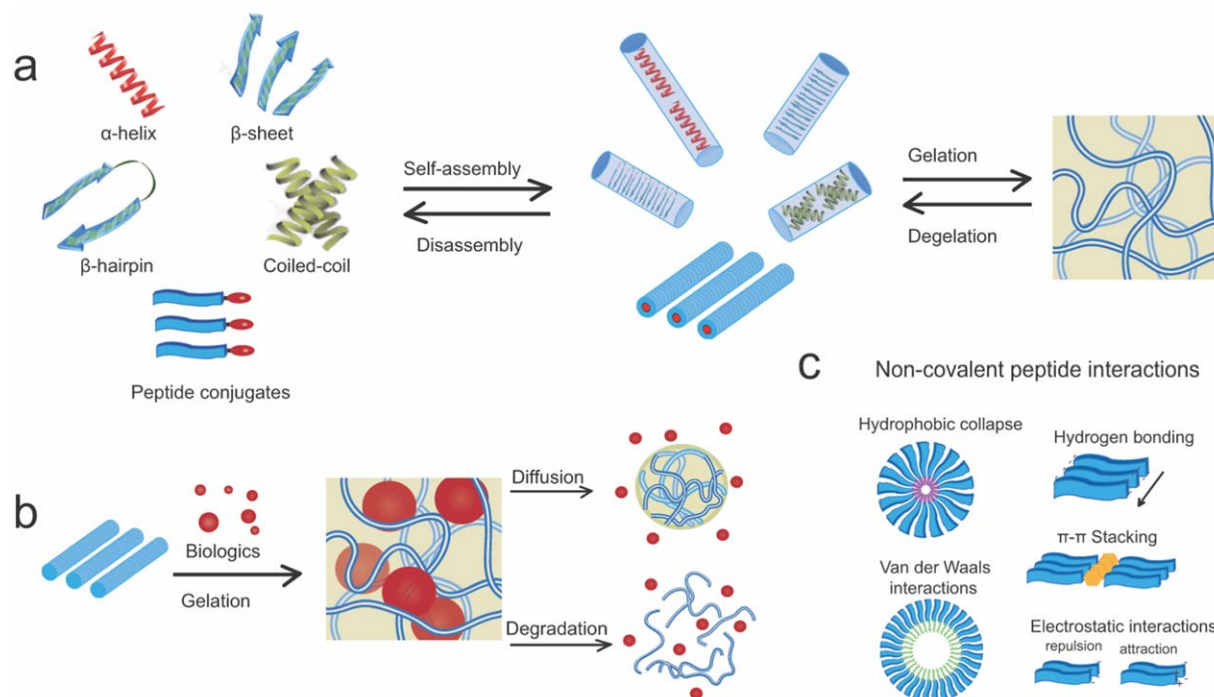 a
α-helix
β-sheet
β-hairpin
Coiled-coil
Peptide conjugates
Self-assembly
Disassembly
Gelation
Degelation
b
Biologics
Gelation
Diffusion
Degradation
c
Non-covalent peptide interactions
Hydrophobic collapse
Hydrogen bonding
π-π Stacking
Van der Waals
interactions
Electrostatic interactions
repulsion
attraction